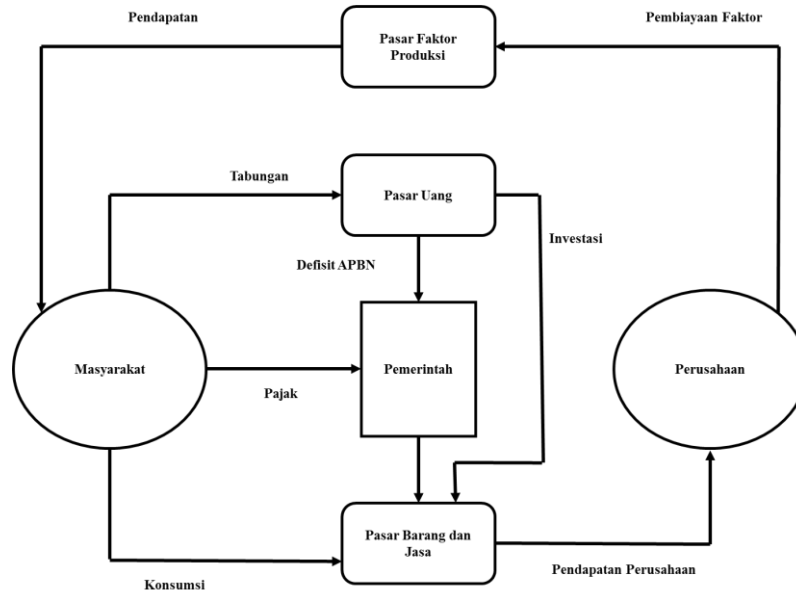 Pendapatan
Pembiayaan Faktor
Pasar Faktor
Produksi
Tabungan
Pasar Uang
Investasi
Defisit APBN
Masyarakat
Pemerintah
Perusahaan
Pajak
Pasar Barang dan
Jasa
Pendapatan Perusahaan
Konsumsi